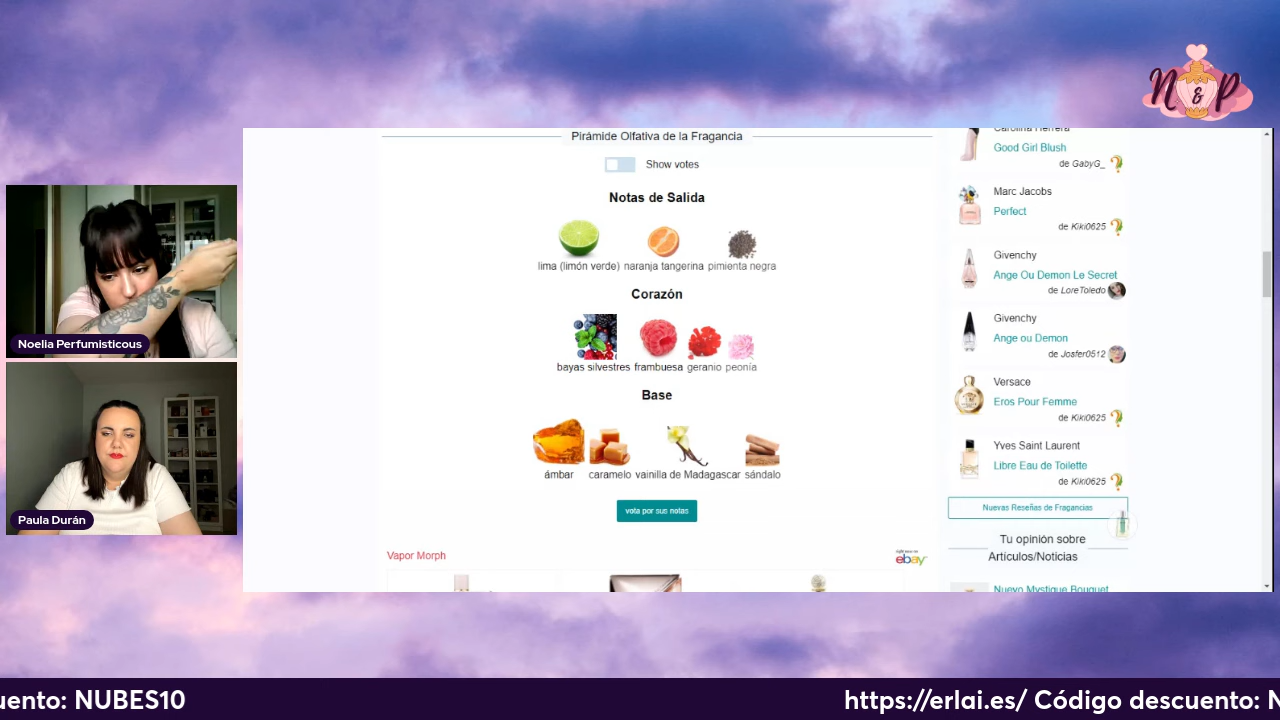 N & P
Noelia Perfumisticous
Paula Durán
Pirámide Olfativa de la Fragancia
Show votes
Notas de Salida
lima (limón verde) naranja tangerina pimienta negra
Corazón
bayas silvestres frambuesa geranio peonía
Base
ámbar caramelo vainilla de Madagascar sándalo
vota por sus notas
Vapor Morph
ebay
Carolina Herrera
Good Girl Blush
de GabyG_
Marc Jacobs
Perfect
de Kiki0625
Givenchy
Ange Ou Demon Le Secret
de LoreToledo
Givenchy
Ange ou Demon
de Josfer0512
Versace
Eros Pour Femme
de Kiki0625
Yves Saint Laurent
Libre Eau de Toilette
de Kiki0625
Nuevas Reseñas de Fragancias
Tu opinión sobre
Artículos/Noticias
Nuevo Mystique Bouquet
uento: NUBES10
https://erlai.es/ Código descuento: N